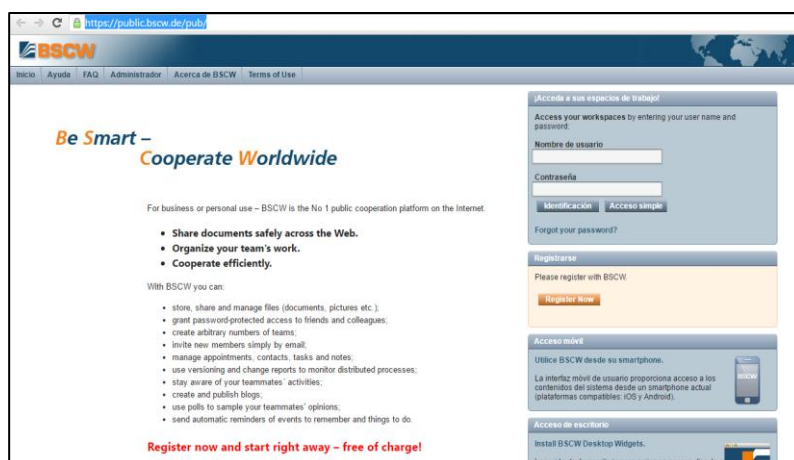 https://public.bscw.de/pub/
BSCW
Inicio Ayuda FAQ Administrador Acerca de BSCW Terms of Use
Be Smart –
Cooperate Worldwide
For business or personal use – BSCW is the No 1 public cooperation platform on the Internet.
• Share documents safely across the Web.
• Organize your team's work.
• Cooperate efficiently.
With BSCW you can:
• store, share and manage files (documents, pictures etc.);
• grant password-protected access to friends and colleagues;
• create arbitrary numbers of teams;
• invite new members simply by email;
• manage appointments, contacts, tasks and notes;
• use versioning and change reports to monitor distributed processes;
• stay aware of your teammates´ activities;
• create and publish blogs;
• use polls to sample your teammates´ opinions;
• send automatic reminders of events to remember and things to do.
Register now and start right away – free of charge!
¡Acceda a sus espacios de trabajo!
Access your workspaces by entering your user name and
password:
Nombre de usuario
Contraseña
Identificación Acceso simple
Forgot your password?
Registrarse
Please register with BSCW.
Register Now
Acceso móvil
Utilice BSCW desde su smartphone.
La interfaz móvil de usuario proporciona acceso a los
contenidos del sistema desde un smartphone actual
(plataformas compatibles: iOS y Android).
BSCW
Acceso de escritorio
Install BSCW Desktop Widgets.